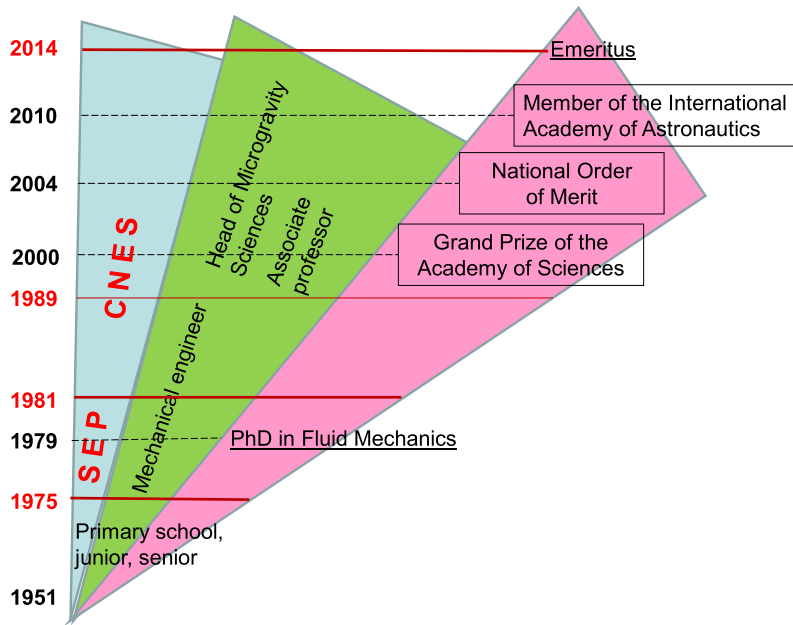 2014
Emeritus
2010
Member of the International
Academy of Astronautics
2004
National Order
of Merit
2000
Grand Prize of the
Academy of Sciences
1989
1981
1979
PhD in Fluid Mechanics
1975
Primary school,
junior, senior
1951
CNES
SEP
Head of Microgravity
Sciences
Associate
professor
Mechanical engineer